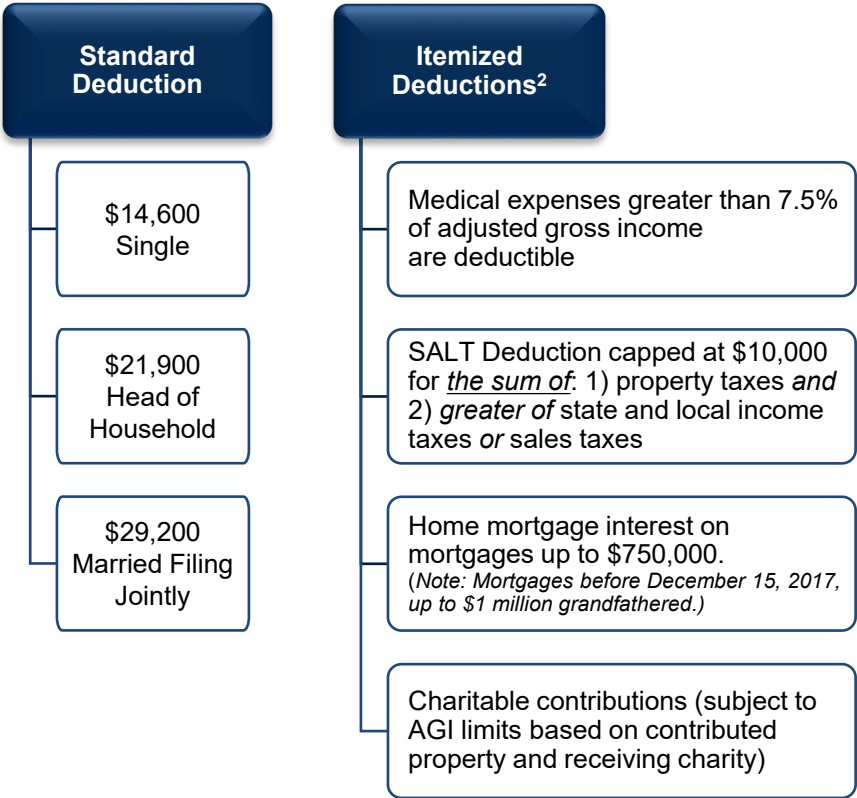 Standard
Deduction
$14,600
Single
$21,900
Head of
Household
$29,200
Married Filing
Jointly
Itemized
Deductions²
Medical expenses greater than 7.5%
of adjusted gross income
are deductible
SALT Deduction capped at $10,000
for the sum of: 1) property taxes and
2) greater of state and local income
taxes or sales taxes
Home mortgage interest on
mortgages up to $750,000.
(Note: Mortgages before December 15, 2017,
up to $1 million grandfathered.)
Charitable contributions (subject to
AGI limits based on contributed
property and receiving charity)